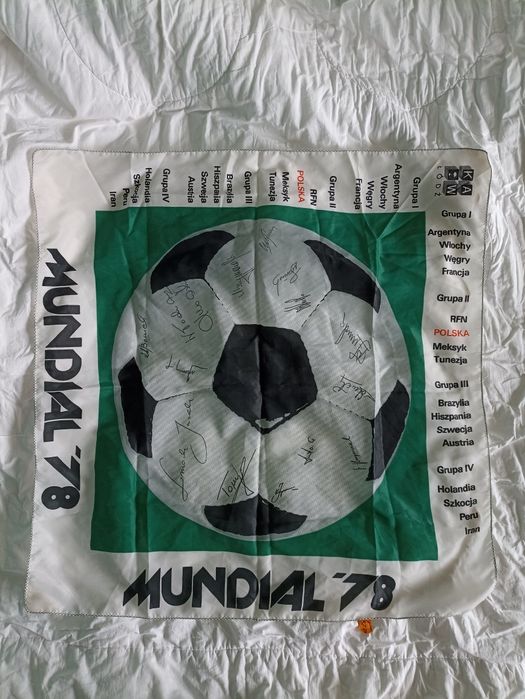 Grupa I
Argentyna
Włochy
Węgry
Francja
Grupa II
RFN
POLSKA
Meksyk
Tunezja
Grupa III
Brazylia
Hiszpania
Szwecja
Austria
Grupa IV
Holandia
Szkocja
Peru
Iran
KAW
ŁÓDŹ
Grupa I
Argentyna
Włochy
Węgry
Francja
Grupa II
RFN
POLSKA
Meksyk
Tunezja
Grupa III
Brazylia
Hiszpania
Szwecja
Austria
Grupa IV
Holandia
Szkocja
Peru
Iran
MUNDIAL '78
MUNDIAL '78